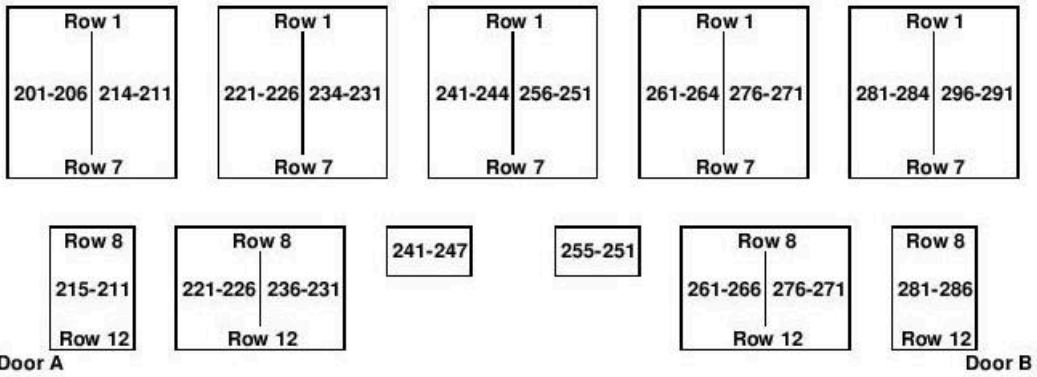 Row 1 Row 1 Row 1 Row 1 Row 1
201-206 214-211 221-226 234-231 241-244 256-251 261-264 276-271 281-284 296-291
Row 7 Row 7 Row 7 Row 7 Row 7
Row 8 Row 8 Row 8 Row 8
241-247 255-251
215-211 221-226 236-231 261-266 276-271 281-286
Row 12 Row 12 Row 12 Row 12
Door A Door B